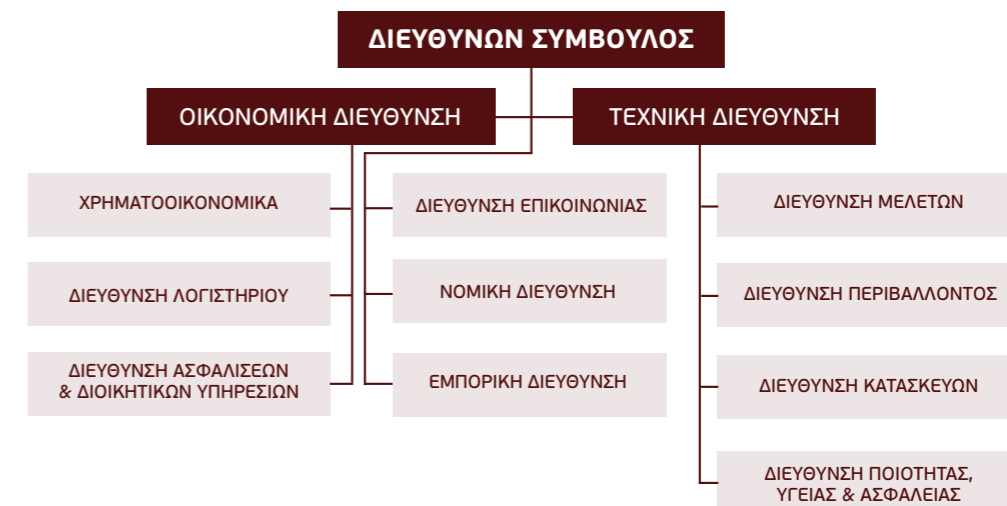 ΔΙΕΥΘΥΝΩΝ ΣΥΜΒΟΥΛΟΣ
ΟΙΚΟΝΟΜΙΚΗ ΔΙΕΥΘΥΝΣΗ
ΤΕΧΝΙΚΗ ΔΙΕΥΘΥΝΣΗ
ΧΡΗΜΑΤΟΟΙΚΟΝΟΜΙΚΑ
ΔΙΕΥΘΥΝΣΗ ΛΟΓΙΣΤΗΡΙΟΥ
ΔΙΕΥΘΥΝΣΗ ΑΣΦΑΛΙΣΕΩΝ
& ΔΙΟΙΚΗΤΙΚΩΝ ΥΠΗΡΕΣΙΩΝ
ΔΙΕΥΘΥΝΣΗ ΕΠΙΚΟΙΝΩΝΙΑΣ
ΝΟΜΙΚΗ ΔΙΕΥΘΥΝΣΗ
ΕΜΠΟΡΙΚΗ ΔΙΕΥΘΥΝΣΗ
ΔΙΕΥΘΥΝΣΗ ΜΕΛΕΤΩΝ
ΔΙΕΥΘΥΝΣΗ ΠΕΡΙΒΑΛΛΟΝΤΟΣ
ΔΙΕΥΘΥΝΣΗ ΚΑΤΑΣΚΕΥΩΝ
ΔΙΕΥΘΥΝΣΗ ΠΟΙΟΤΗΤΑΣ,
ΥΓΕΙΑΣ & ΑΣΦΑΛΕΙΑΣ